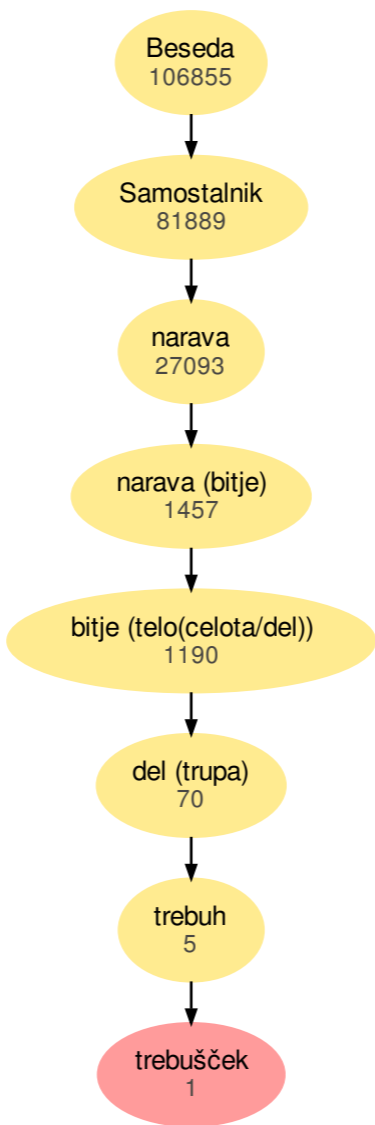 Beseda
106855
Samostalnik
81889
narava
27093
narava (bitje)
1457
bitje (telo(celota/del))
1190
del (trupa)
70
trebuh
5
trebušček
1